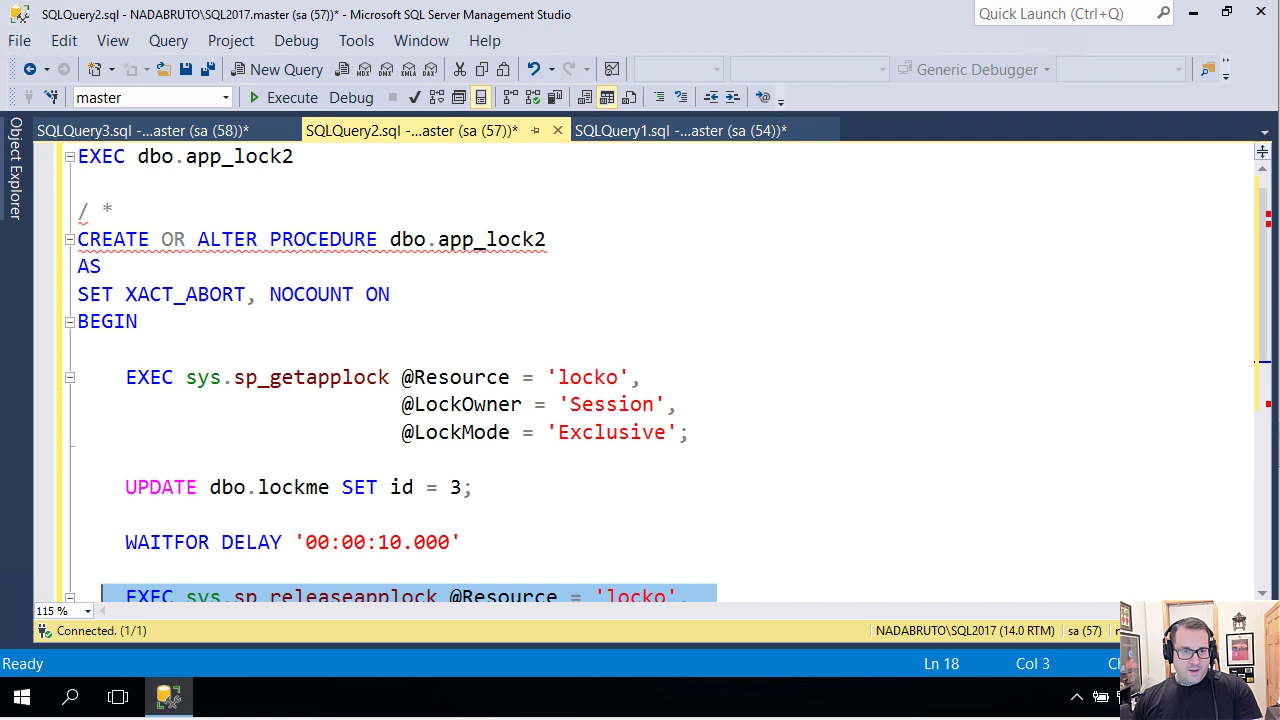 SQLQuery2.sql - NADABRUTO\SQL2017.master (sa (57))* - Microsoft SQL Server Management Studio
Quick Launch (Ctrl+Q)
File Edit View Query Project Debug Tools Window Help
New Query MDX DMX XMLA DAX Generic Debugger
master Execute Debug
Object Explorer
SQLQuery3.sql -...aster (sa (58))* SQLQuery2.sql -...aster (sa (57))* SQLQuery1.sql -...aster (sa (54))*
EXEC dbo.app_lock2
/ *
CREATE OR ALTER PROCEDURE dbo.app_lock2
AS
SET XACT_ABORT, NOCOUNT ON
BEGIN
EXEC sys.sp_getapplock @Resource = 'locko',
@LockOwner = 'Session',
@LockMode = 'Exclusive';
UPDATE dbo.lockme SET id = 3;
WAITFOR DELAY '00:00:10.000'
EXEC sys.sp_releaseapplock @Resource = 'locko',
115 %
Connected. (1/1) NADABRUTO\SQL2017 (14.0 RTM) sa (57)
Ready Ln 18 Col 3